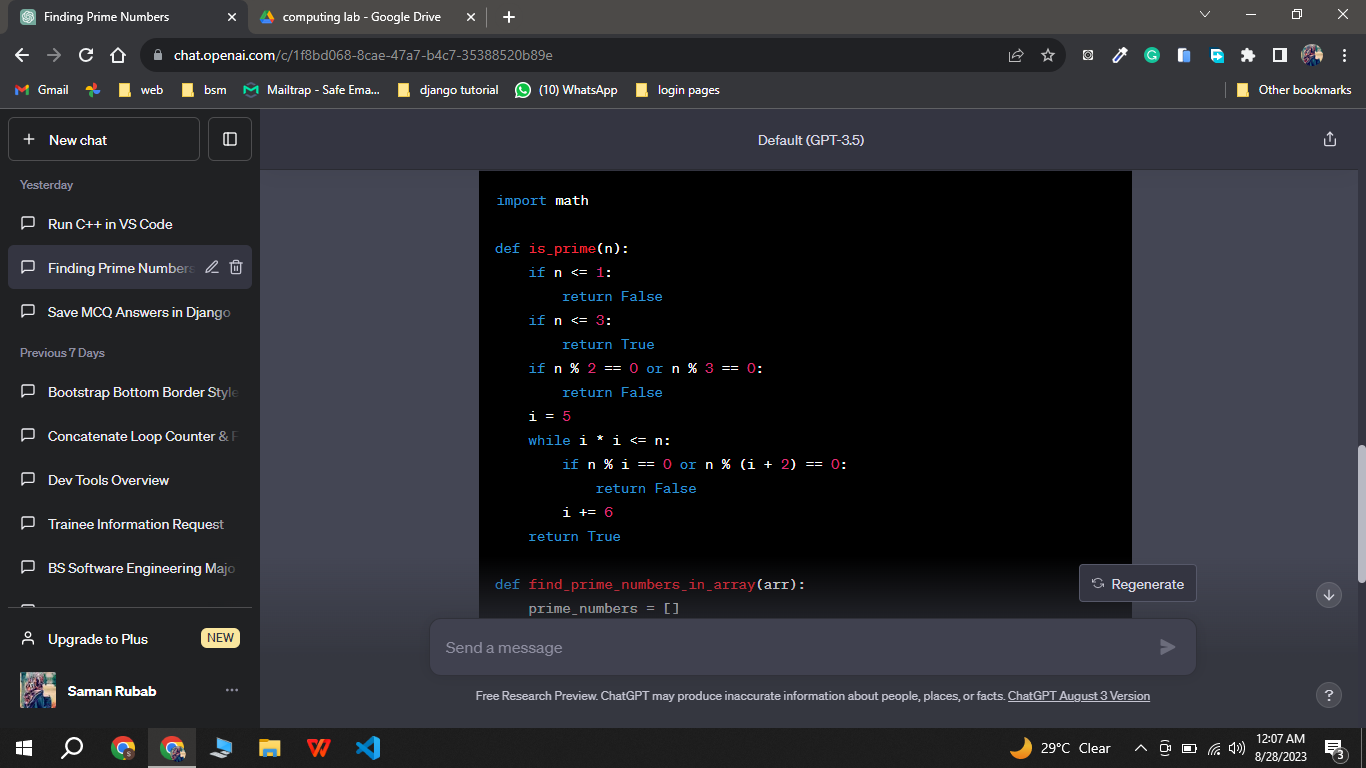 Finding Prime Numbers
computing lab - Google Drive
chat.openai.com/c/1f8bd068-8cae-47a7-b4c7-35388520b89e
Gmail
web
bsm
Mailtrap - Safe Ema...
django tutorial
(10) WhatsApp
login pages
Other bookmarks
New chat
Default (GPT-3.5)
Yesterday
Run C++ in VS Code
Finding Prime Numbers
Save MCQ Answers in Django
Previous 7 Days
Bootstrap Bottom Border Style
Concatenate Loop Counter &
Dev Tools Overview
Trainee Information Request
BS Software Engineering Majo
Upgrade to Plus
NEW
Saman Rubab
import math
def is_prime(n):
    if n <= 1:
        return False
    if n <= 3:
        return True
    if n % 2 == 0 or n % 3 == 0:
        return False
    i = 5
    while i * i <= n:
        if n % i == 0 or n % (i + 2) == 0:
            return False
        i += 6
    return True
def find_prime_numbers_in_array(arr):
    prime_numbers = []
Regenerate
Send a message
Free Research Preview. ChatGPT may produce inaccurate information about people, places, or facts. ChatGPT August 3 Version
?
29°C Clear
12:07 AM
8/28/2023
3